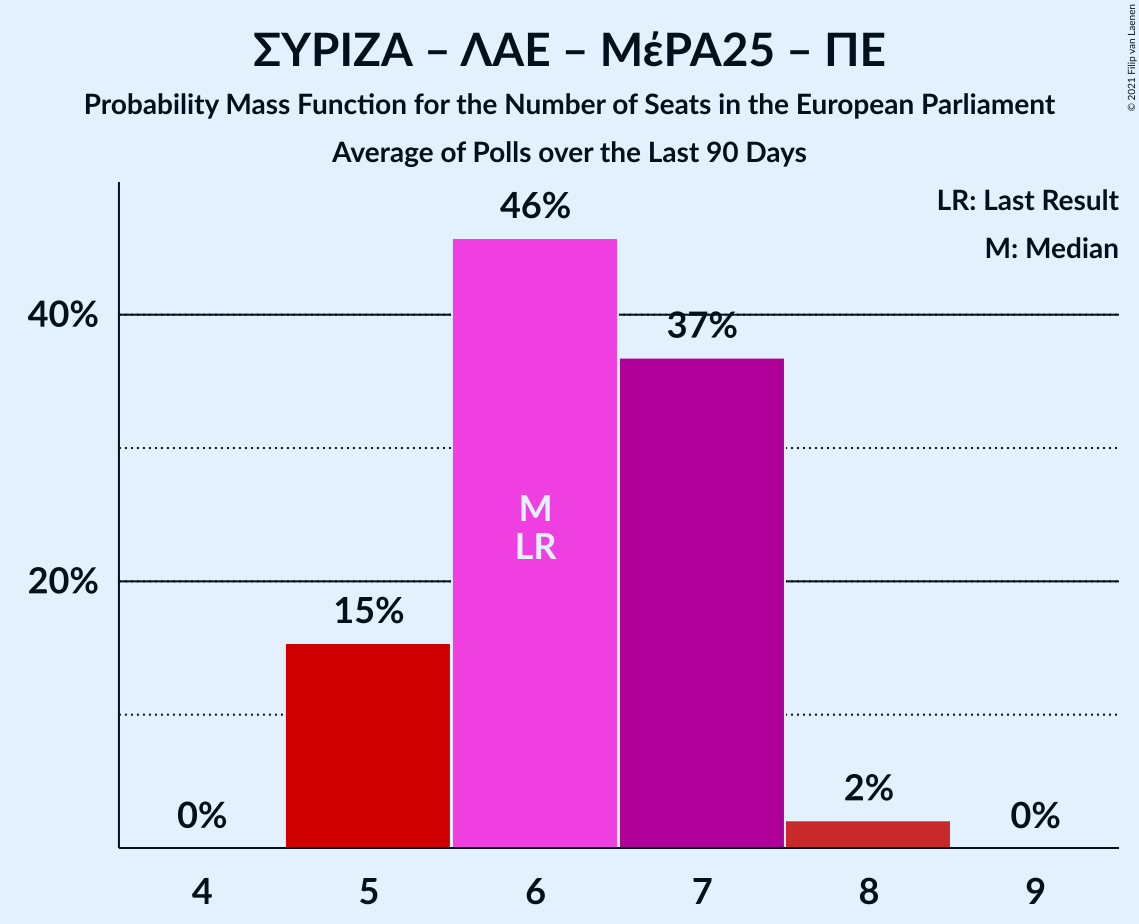 ΣΥΡΙΖΑ – ΛΑΕ – ΜέΡΑ25 – ΠΕ
Probability Mass Function for the Number of Seats in the European Parliament
Average of Polls over the Last 90 Days
© 2021 Filip van Laenen
LR: Last Result
M: Median
46%
40%
37%
M
LR
20%
15%
2%
0%
0%
4
5
6
7
8
9